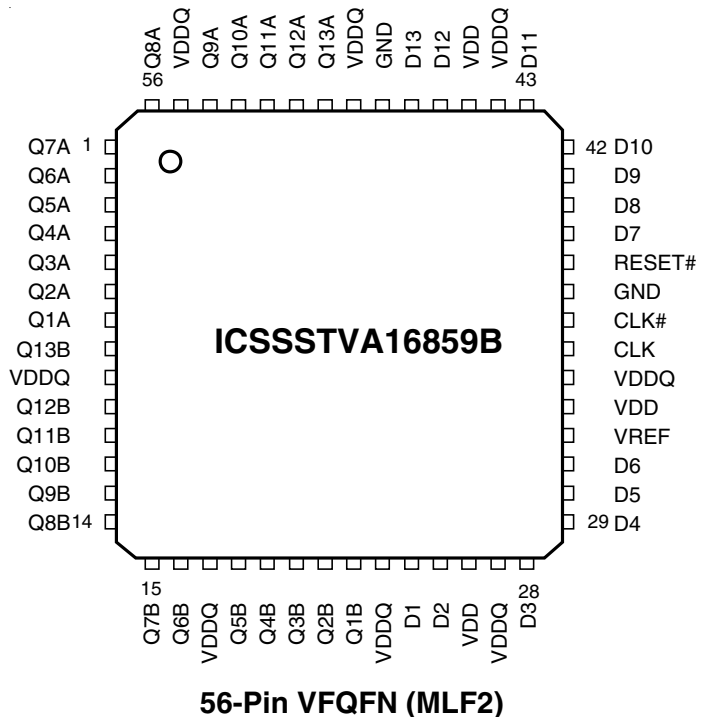 Q8A VDDQ Q9A Q10A Q11A Q12A Q13A VDDQ GND D13 D12 VDD VDDQ D11
56 43
Q7A 1 42 D10
Q6A D9
Q5A D8
Q4A D7
Q3A RESET#
Q2A GND
Q1A CLK#
Q13B CLK
VDDQ VDDQ
Q12B VDD
Q11B VREF
Q10B D6
Q9B D5
Q8B 14 29 D4
ICSSSTVA16859B
15 28
Q7B Q6B VDDQ Q5B Q4B Q3B Q2B Q1B VDDQ D1 D2 VDD VDDQ D3
56-Pin VFQFN (MLF2)